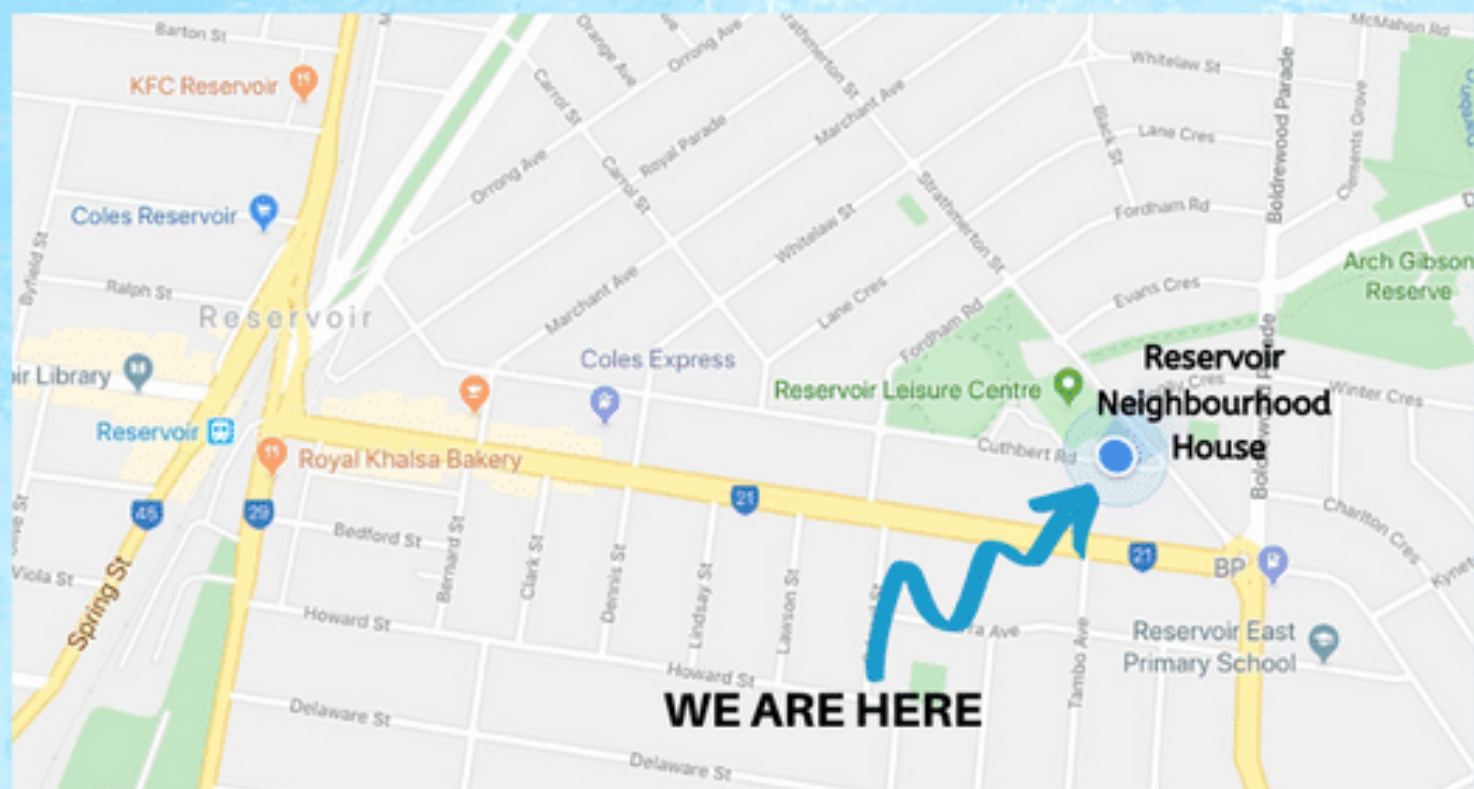 Barton St
KFC Reservoir
Coles Reservoir
Byfield St
Ralph St
Reservoir
Library
Reservoir
Royal Khalsa Bakery
45
29
21
21
Spring St
Viola St
Bedford St
Howard St
Delaware St
Bernard St
Clark St
Dennis St
Lindsay St
Lawson St
Howard St
Delaware St
Orange Ave
Orrong Ave
Carrol St
Orrong Ave
Royal Parade
Carrol St
Marchant Ave
Marchant Ave
Whitelaw St
Lane Cres
Fordham Rd
Strathmerton St
Strathmerton St
Coles Express
Reservoir Leisure Centre
Cuthbert Rd
Black St
Whitelaw St
Lane Cres
Fordham Rd
Evans Cres
McMahon Rd
Boldrewood Parade
Clements Grove
Arch Gibson
Reserve
Reservoir
Neighbourhood
House
Cres
Winter Cres
Charlton Cres
BP
Reservoir East
Primary School
Tambo Ave
Ave
WE ARE HERE